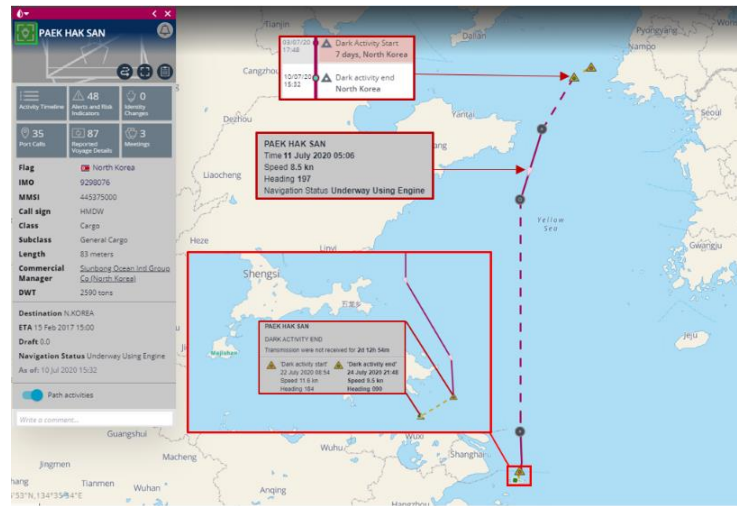 PAEK HAK SAN
Activity Timeline
48
Alerts and Risk
Indicators
0
Identity
Changes
35
Port Calls
87
Reported
Voyage Details
3
Meetings
Flag North Korea
IMO 9298076
MMSI 445375000
Call sign HMDW
Class Cargo
Subclass General Cargo
Length 83 meters
Commercial Siunbong Ocean Intl Group
Manager Co (North Korea)
DWT 2590 tons
Destination N.KOREA
ETA 15 Feb 2017 15:00
Draft 0.0
Navigation Status Underway Using Engine
As of: 10 Jul 2020 15:32
Path activities
Write a comment...
03/07/20 Dark Activity Start
17:48 7 days, North Korea
10/07/20 Dark activity end
15:32 North Korea
PAEK HAK SAN
Time 11 July 2020 05:06
Speed 8.5 kn
Heading 197
Navigation Status Underway Using Engine
PAEK HAK SAN
DARK ACTIVITY END
Transmission were not received for 2d 12h 54m
"Dark activity start" "Dark activity end"
22 July 2020 08:54 24 July 2020 21:48
Speed 11.6 kn Speed 8.5 kn
Heading 184
Tianjin
Dalian
Pyongyang
Nampo
Cangzhou
Yantai
Dezhou
Seoul
Liaocheng
Yellow
Sea
Heze
Linyi
Gwangju
Jeju
Shengsi
Guangshui
Macheng
Wuhu
Wuxi
Shanghai
Jingmen
Tianmen
Wuhan
Anqing
Hangzhou